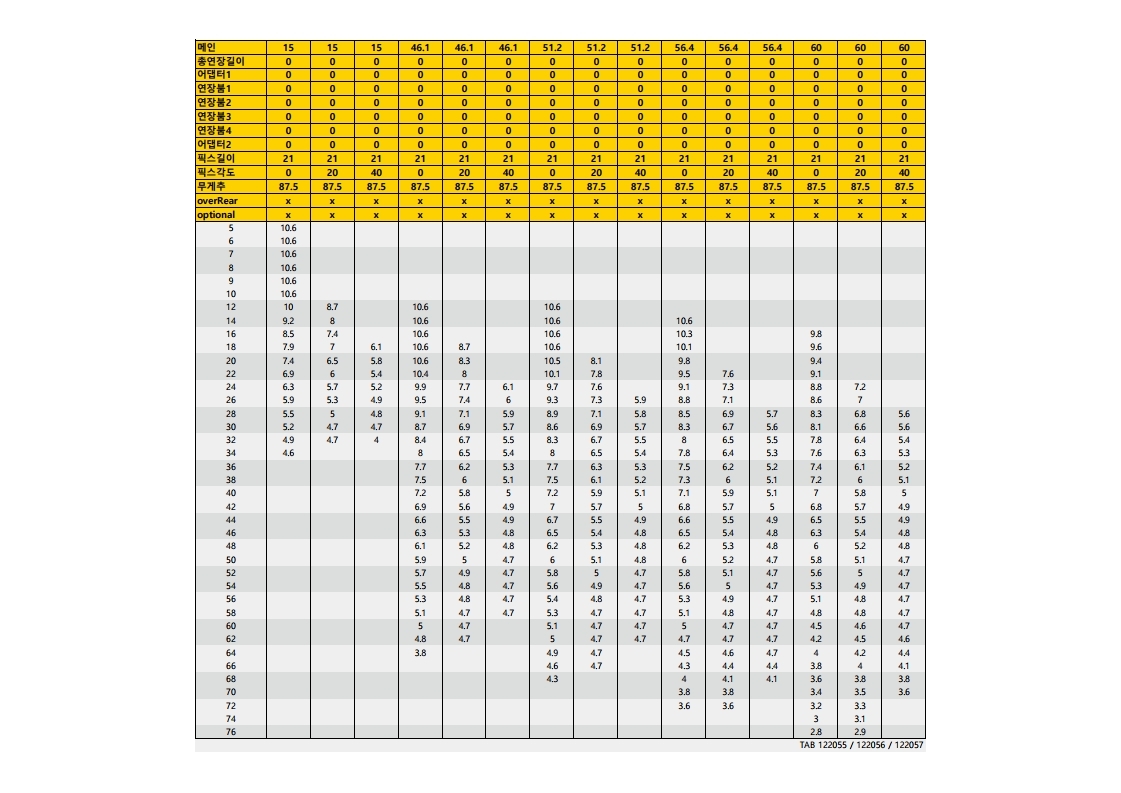 메인 15 15 15 46.1 46.1 46.1 51.2 51.2 51.2 56.4 56.4 56.4 60 60 60
총연장길이 0 0 0 0 0 0 0 0 0 0 0 0 0 0 0
어댑터1 0 0 0 0 0 0 0 0 0 0 0 0 0 0 0
연장붐1 0 0 0 0 0 0 0 0 0 0 0 0 0 0 0
연장붐2 0 0 0 0 0 0 0 0 0 0 0 0 0 0 0
연장붐3 0 0 0 0 0 0 0 0 0 0 0 0 0 0 0
연장붐4 0 0 0 0 0 0 0 0 0 0 0 0 0 0 0
어댑터2 0 0 0 0 0 0 0 0 0 0 0 0 0 0 0
픽스길이 21 21 21 21 21 21 21 21 21 21 21 21 21 21 21
픽스각도 0 20 40 0 20 40 0 20 40 0 20 40 0 20 40
무게추 87.5 87.5 87.5 87.5 87.5 87.5 87.5 87.5 87.5 87.5 87.5 87.5 87.5 87.5 87.5
overRear x x x x x x x x x x x x x x x
optional x x x x x x x x x x x x x x x
5 10.6
6 10.6
7 10.6
8 10.6
9 10.6
10 10.6
12 10 8.7 10.6 10.6
14 9.2 8 10.6 10.6 10.6
16 8.5 7.4 10.6 10.6 10.3 9.8
18 7.9 7 6.1 10.6 8.7 10.6 10.1 9.6
20 7.4 6.5 5.8 10.6 8.3 10.5 8.1 9.8 9.4
22 6.9 6 5.4 10.4 8 10.1 7.8 9.5 7.6 9.1
24 6.3 5.7 5.2 9.9 7.7 6.1 9.7 7.6 9.1 7.3 8.8 7.2
26 5.9 5.3 4.9 9.5 7.4 6 9.3 7.3 5.9 8.8 7.1 8.6 7
28 5.5 5 4.8 9.1 7.1 5.9 8.9 7.1 5.8 8.5 6.9 5.7 8.3 6.8 5.6
30 5.2 4.7 4.7 8.7 6.9 5.7 8.6 6.9 5.7 8.3 6.7 5.6 8.1 6.6 5.6
32 4.9 4.7 4 8.4 6.7 5.5 8.3 6.7 5.5 8 6.5 5.5 7.8 6.4 5.4
34 4.6 8 6.5 5.4 8 6.5 5.4 7.8 6.4 5.3 7.6 6.3 5.3
36 7.7 6.2 5.3 7.7 6.3 5.3 7.5 6.2 5.2 7.4 6.1 5.2
38 7.5 6 5.1 7.5 6.1 5.2 7.3 6 5.1 7.2 6 5.1
40 7.2 5.8 5 7.2 5.9 5.1 7.1 5.9 5.1 7 5.8 5
42 6.9 5.6 4.9 7 5.7 5 6.8 5.7 5 6.8 5.7 4.9
44 6.6 5.5 4.9 6.7 5.5 4.9 6.6 5.5 4.9 6.5 5.5 4.9
46 6.3 5.3 4.8 6.5 5.4 4.8 6.5 5.4 4.8 6.3 5.4 4.8
48 6.1 5.2 4.8 6.2 5.3 4.8 6.2 5.3 4.8 6 5.2 4.8
50 5.9 5 4.7 6 5.1 4.8 6 5.2 4.7 5.8 5.1 4.7
52 5.7 4.9 4.7 5.8 5 4.7 5.8 5.1 4.7 5.6 5 4.7
54 5.5 4.8 4.7 5.6 4.9 4.7 5.6 5 4.7 5.3 4.9 4.7
56 5.3 4.8 4.7 5.4 4.8 4.7 5.3 4.9 4.7 5.1 4.8 4.7
58 5.1 4.7 4.7 5.3 4.7 4.7 5.1 4.8 4.7 4.8 4.8 4.7
60 5 4.7 5.1 4.7 4.7 5 4.7 4.7 4.5 4.6 4.7
62 4.8 4.7 5 4.7 4.7 4.7 4.7 4.7 4.2 4.5 4.6
64 3.8 4.9 4.7 4.5 4.6 4.7 4 4.2 4.4
66 4.6 4.7 4.3 4.4 4.4 3.8 4 4.1
68 4.3 4 4.1 4.1 3.6 3.8 3.8
70 3.8 3.8 3.4 3.5 3.6
72 3.6 3.6 3.2 3.3
74 3 3.1
76 2.8 2.9
TAB 122055 / 122056 / 122057